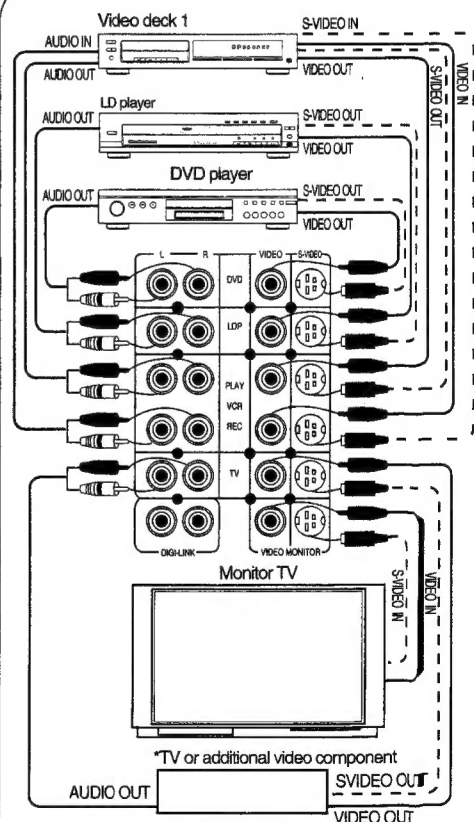 Video deck 1
S-VIDEO IN
AUDIO IN
AUDIO OUT
VIDEO OUT
S-VIDEO OUT
VIDEO IN
LD player
AUDIO OUT
S-VIDEO OUT
VIDEO OUT
DVD player
AUDIO OUT
S-VIDEO OUT
VIDEO OUT
L R VIDEO S-VIDEO
DVD
LDP
PLAY
VCR
REC
TV
DIGI-LINK VIDEO MONITOR
Monitor TV
S-VIDEO IN
VIDEO IN
*TV or additional video component
AUDIO OUT
SVIDEO OUT
VIDEO OUT